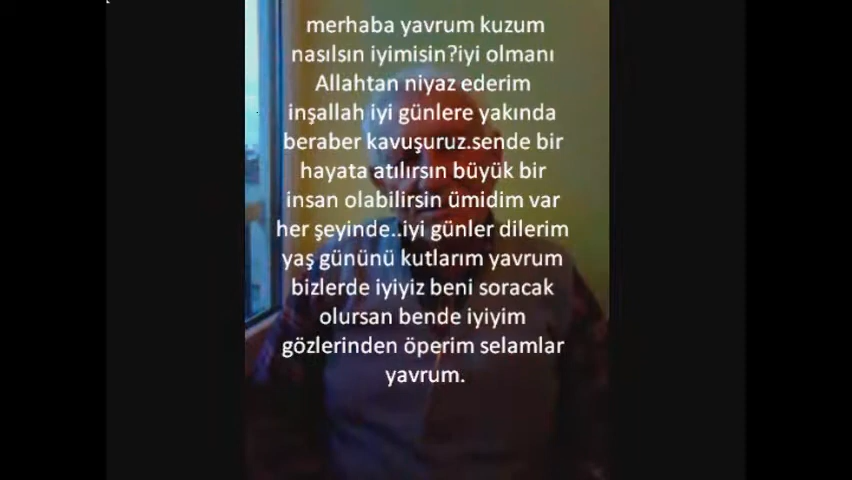 merhaba yavrum kuzum
nasılsın iyimisin?iyi olmanı
Allahtan niyaz ederim
inşallah iyi günlere yakında
beraber kavuşuruz.sende bir
hayata atılırsın büyük bir
insan olabilirsin ümidim var
her şeyinde..iyi günler dilerim
yaş gününü kutlarım yavrum
bizlerde iyiyiz beni soracak
olursan bende iyiyim
gözlerinden öperim selamlar
yavrum.